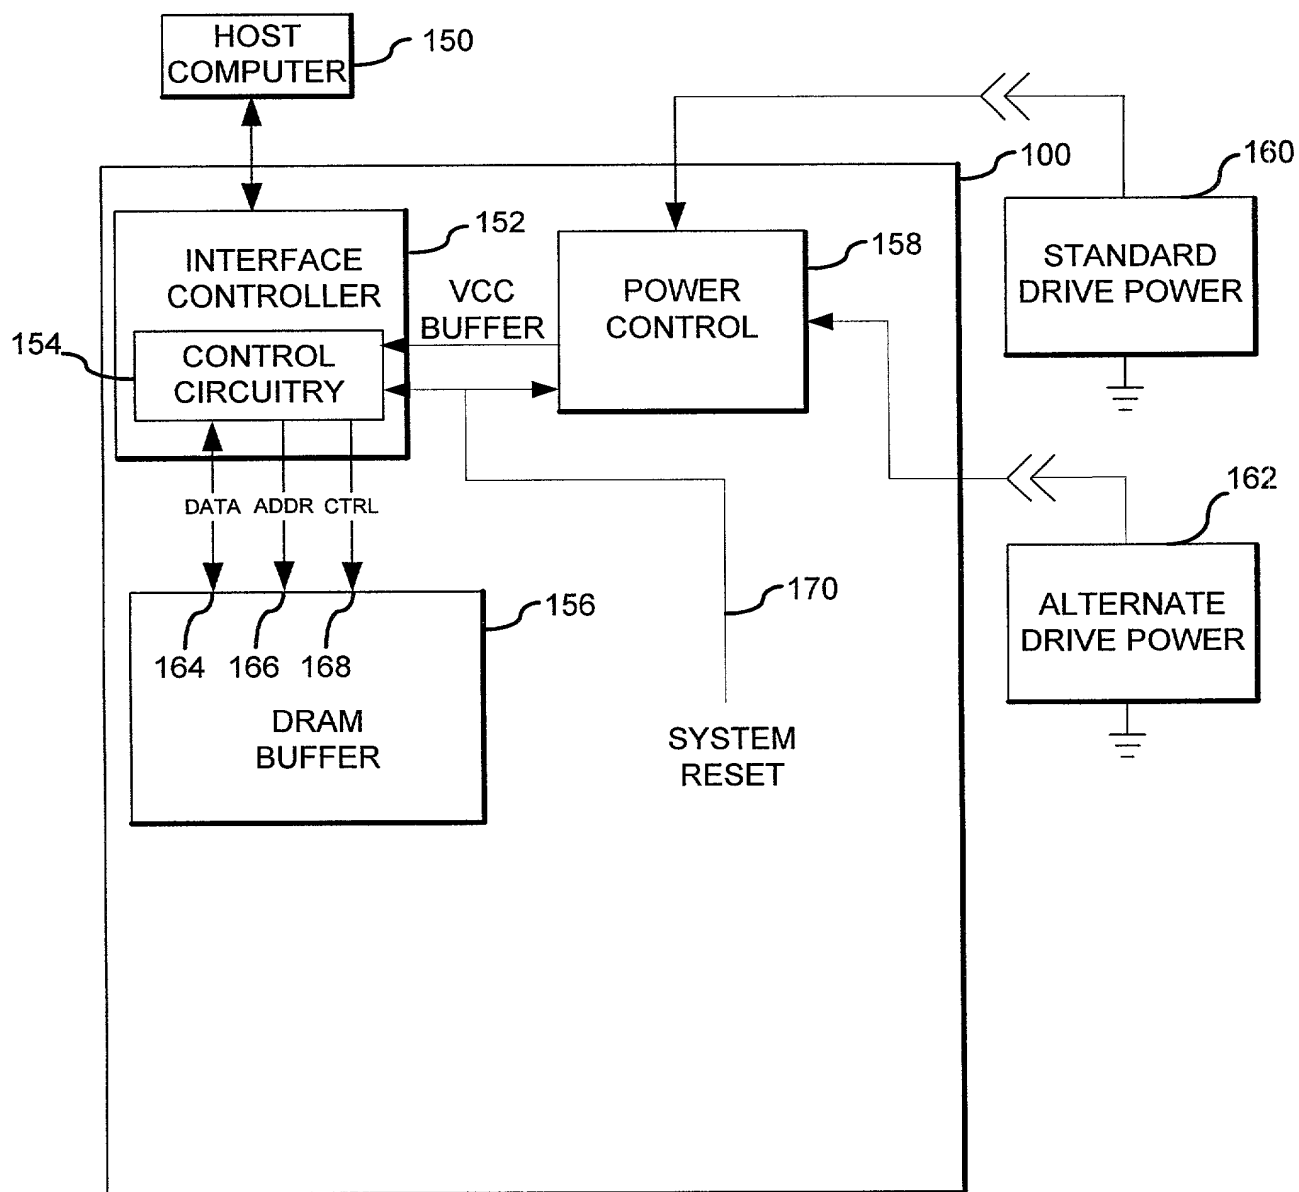 HOST
COMPUTER
150
100
160
152
INTERFACE
CONTROLLER
158
VCC
BUFFER
POWER
CONTROL
STANDARD
DRIVE POWER
154
CONTROL
CIRCUITRY
DATA ADDR CTRL
162
170
156
ALTERNATE
DRIVE POWER
164 166 168
DRAM
BUFFER
SYSTEM
RESET